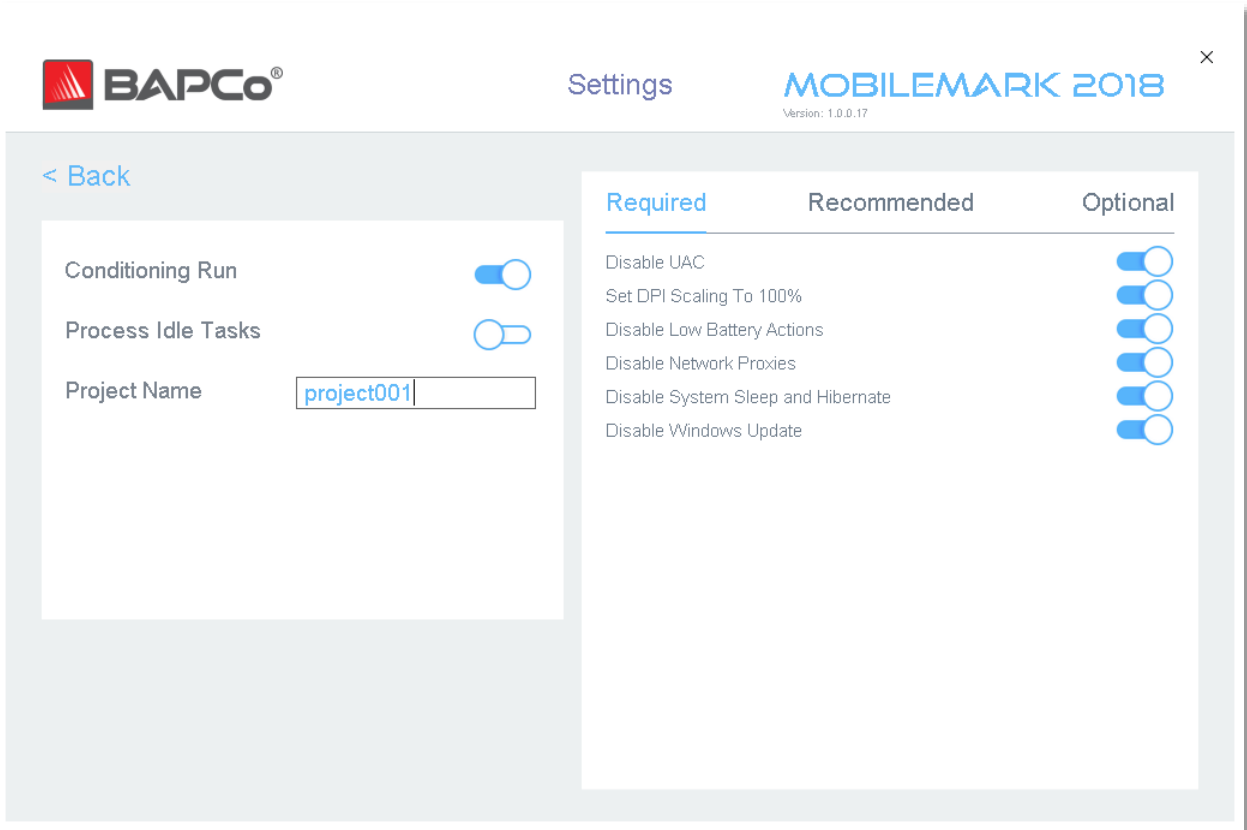 BAPCo®
Settings
MOBILEMARK 2018
Version: 1.0.0.17
< Back
Conditioning Run
Process Idle Tasks
Project Name project001
Required Recommended Optional
Disable UAC
Set DPI Scaling To 100%
Disable Low Battery Actions
Disable Network Proxies
Disable System Sleep and Hibernate
Disable Windows Update